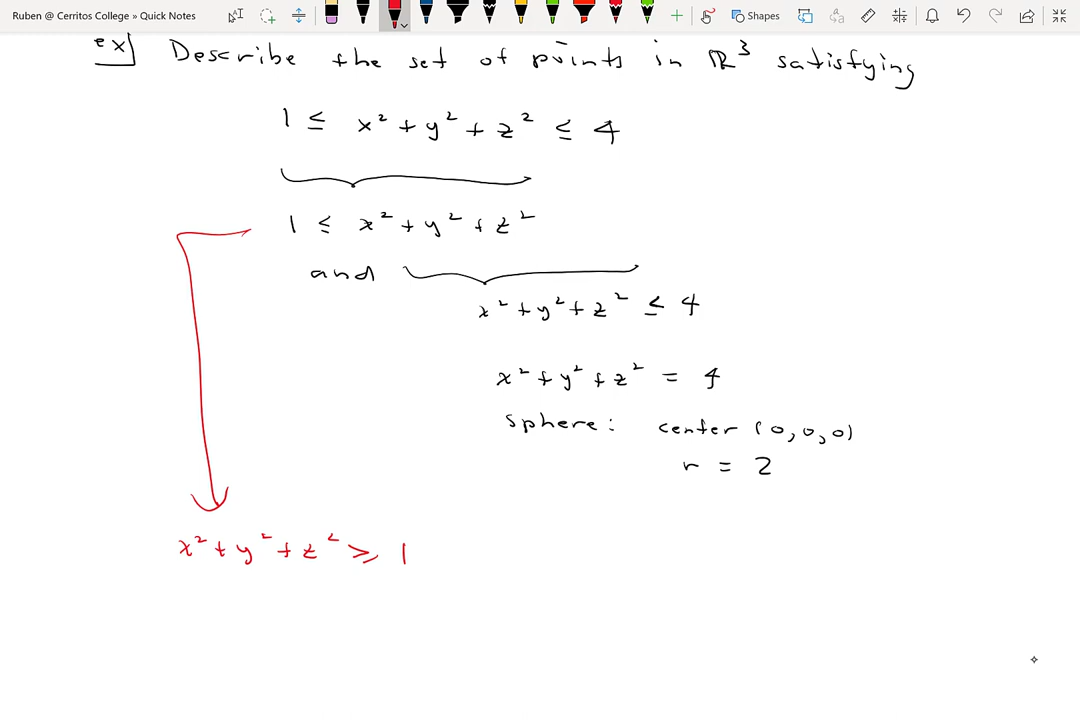 Ruben @ Cerritos College » Quick Notes
Shapes
ex] Describe the set of points in ℝ³ satisfying
1 ≤ x² + y² + z² ≤ 4
1 ≤ x² + y² + z²
and
x² + y² + z² ≤ 4
x² + y² + z² = 4
sphere: center (0,0,0)
r = 2
x² + y² + z² ≥ 1